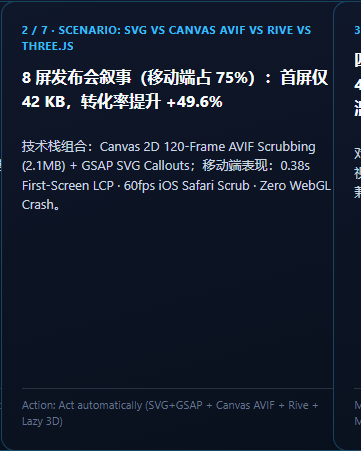 2 / 7 · SCENARIO: SVG VS CANVAS AVIF VS RIVE VS
THREE.JS
8 屏发布会叙事（移动端占 75%）：首屏仅
42 KB，转化率提升 +49.6%
技术栈组合：Canvas 2D 120-Frame AVIF Scrubbing
(2.1MB) + GSAP SVG Callouts；移动端表现：0.38s
First-Screen LCP · 60fps iOS Safari Scrub · Zero WebGL
Crash。
Action: Act automatically (SVG+GSAP + Canvas AVIF + Rive +
Lazy 3D)
3
4
M
M